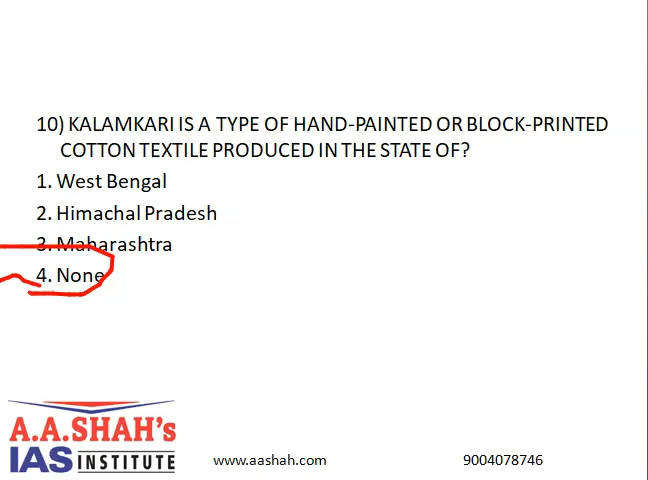 10) KALAMKARI IS A TYPE OF HAND-PAINTED OR BLOCK-PRINTED
COTTON TEXTILE PRODUCED IN THE STATE OF?
1. West Bengal
2. Himachal Pradesh
3. Maharashtra
4. None
A.A.SHAH's
IAS INSTITUTE
www.aashah.com
9004078746